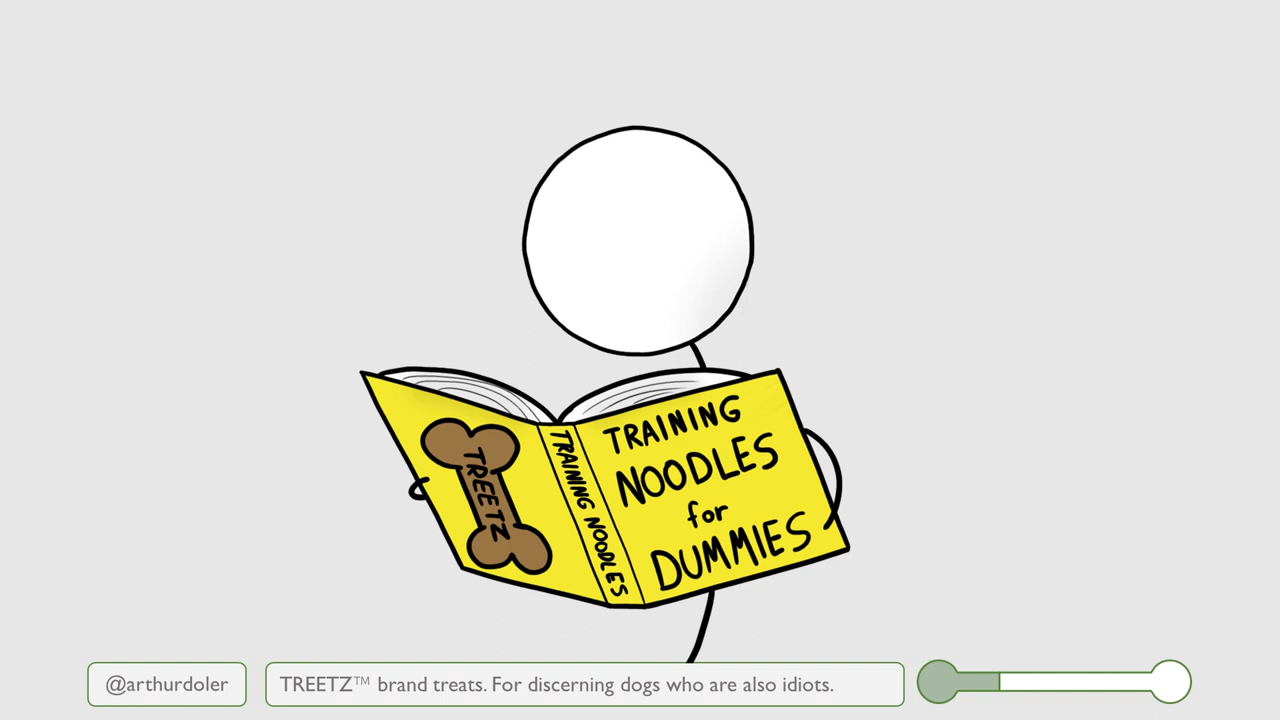 TREETZ
TRAINING NOODLES
TRAINING
NOODLES
for
DUMMIES
@arthurdoler
TREETZ™ brand treats. For discerning dogs who are also idiots.